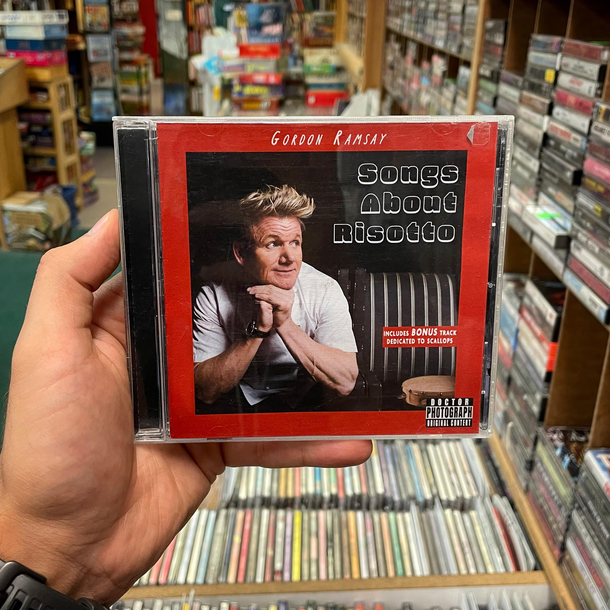 GORDON RAMSAY
Songs
About
Risotto
INCLUDES BONUS TRACK
DEDICATED TO SCALLOPS
DOCTOR
PHOTOGRAPH
ORIGINAL CONTENT